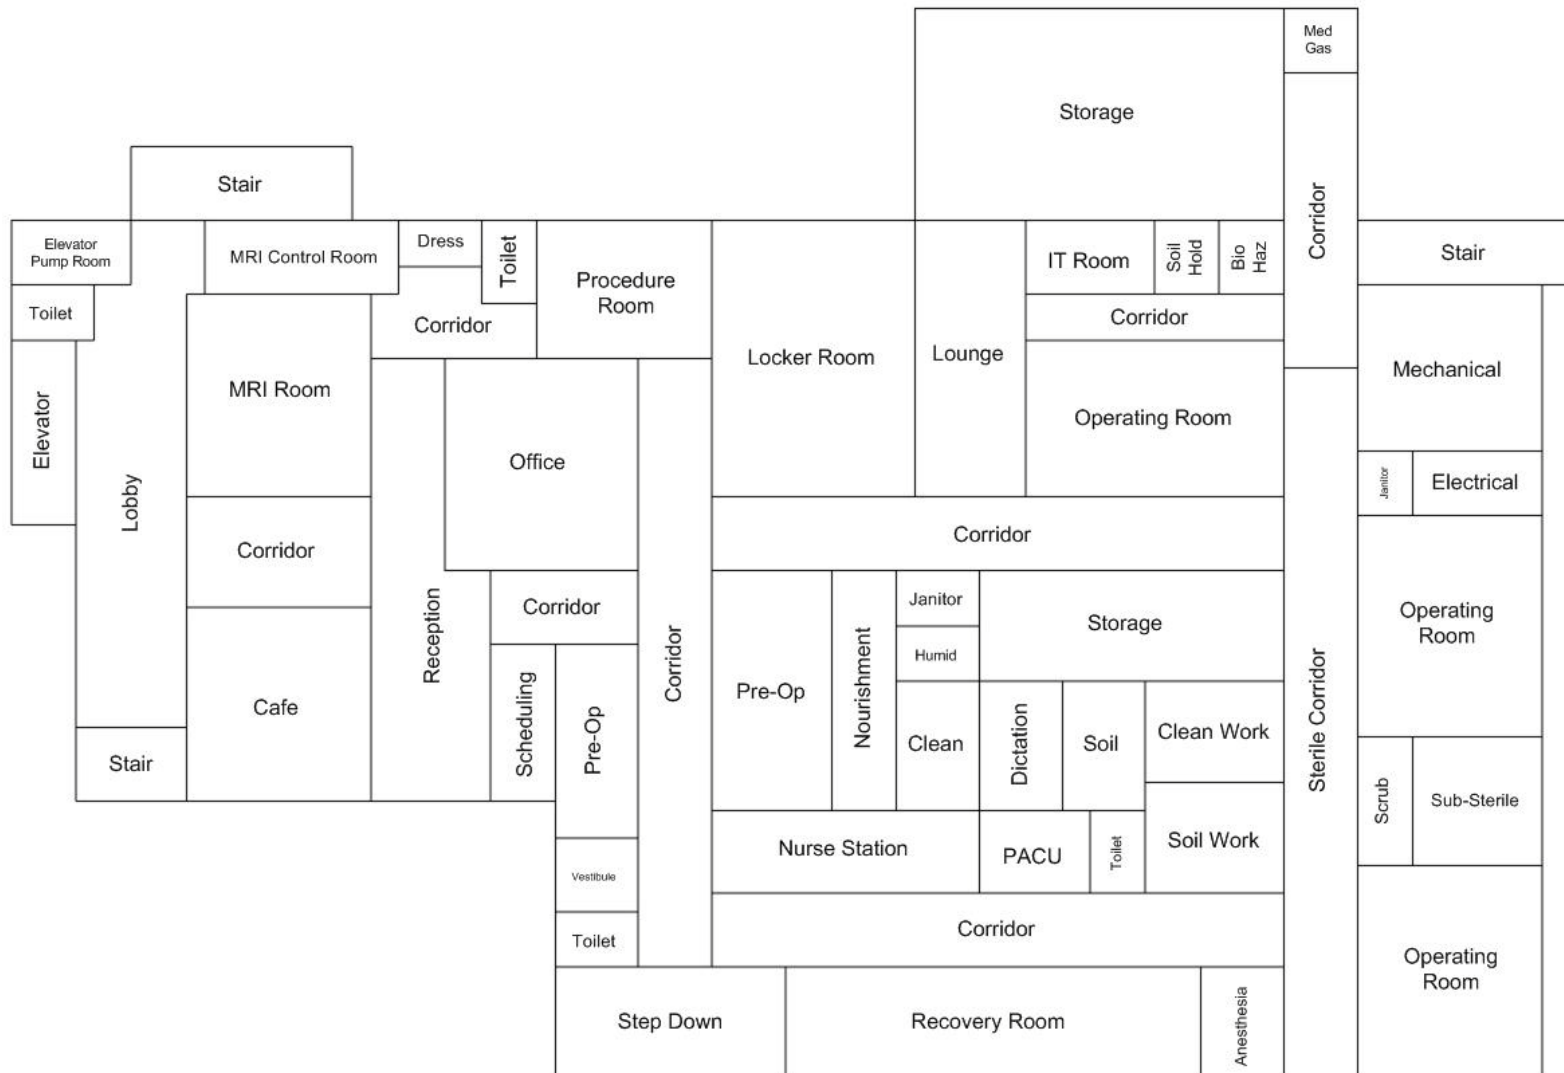 Med
Gas
Storage
Stair
Corridor
Elevator
Pump Room
MRI Control Room
Dress
Toilet
Procedure
Room
IT Room
Soil
Hold
Bio
Haz
Stair
Toilet
Corridor
Corridor
Locker Room
Lounge
Mechanical
MRI Room
Operating Room
Elevator
Office
Janitor
Electrical
Lobby
Corridor
Corridor
Reception
Corridor
Corridor
Janitor
Storage
Operating
Room
Nourishment
Humid
Sterile Corridor
Cafe
Scheduling
Pre-Op
Pre-Op
Clean
Dictation
Soil
Clean Work
Stair
Scrub
Sub-Sterile
Nurse Station
PACU
Toilet
Soil Work
Vestibule
Corridor
Toilet
Operating
Room
Step Down
Recovery Room
Anesthesia